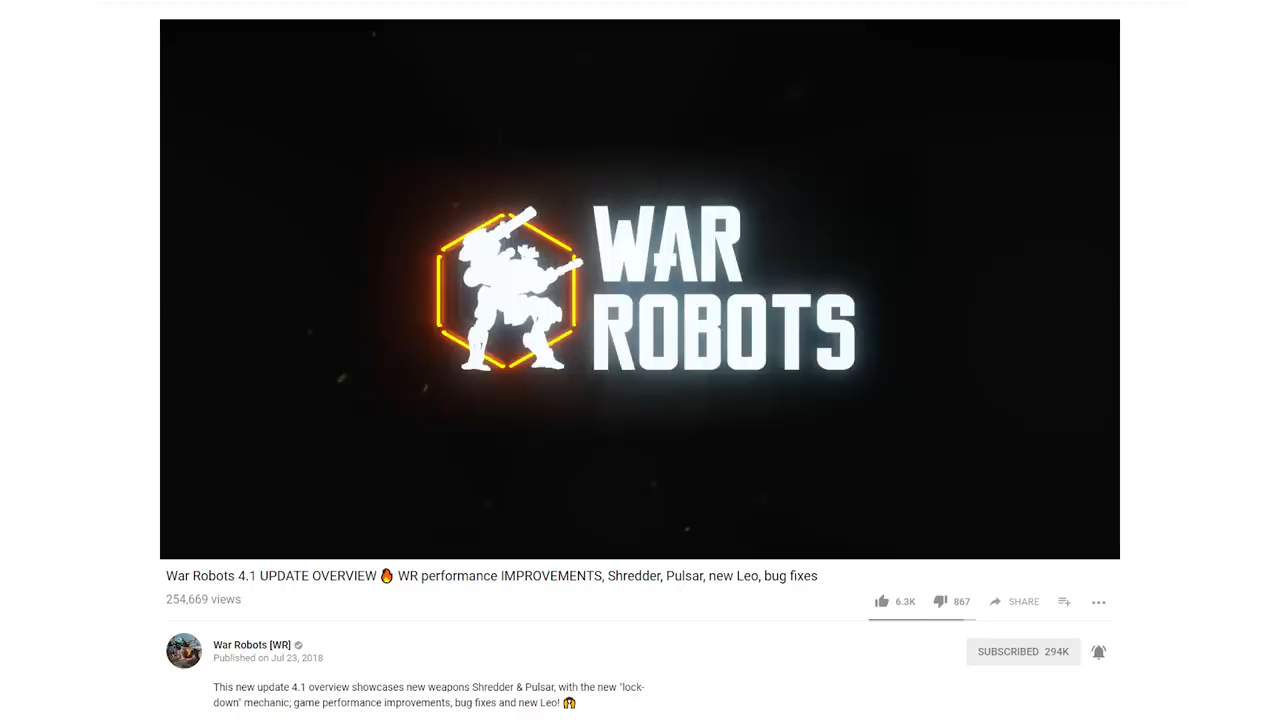 WAR
ROBOTS
War Robots 4.1 UPDATE OVERVIEW 🔥 WR performance IMPROVEMENTS, Shredder, Pulsar, new Leo, bug fixes
254,669 views
6.3K 867 SHARE
War Robots [WR]
Published on Jul 23, 2018
SUBSCRIBED 294K
This new update 4.1 overview showcases new weapons Shredder & Pulsar, with the new "lock-
down" mechanic; game performance improvements, bug fixes and new Leo! 🙌